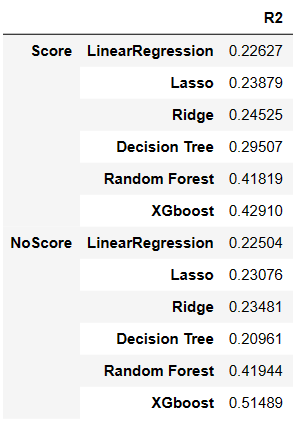 R2
Score LinearRegression 0.22627
Lasso 0.23879
Ridge 0.24525
Decision Tree 0.29507
Random Forest 0.41819
XGboost 0.42910
NoScore LinearRegression 0.22504
Lasso 0.23076
Ridge 0.23481
Decision Tree 0.20961
Random Forest 0.41944
XGboost 0.51489